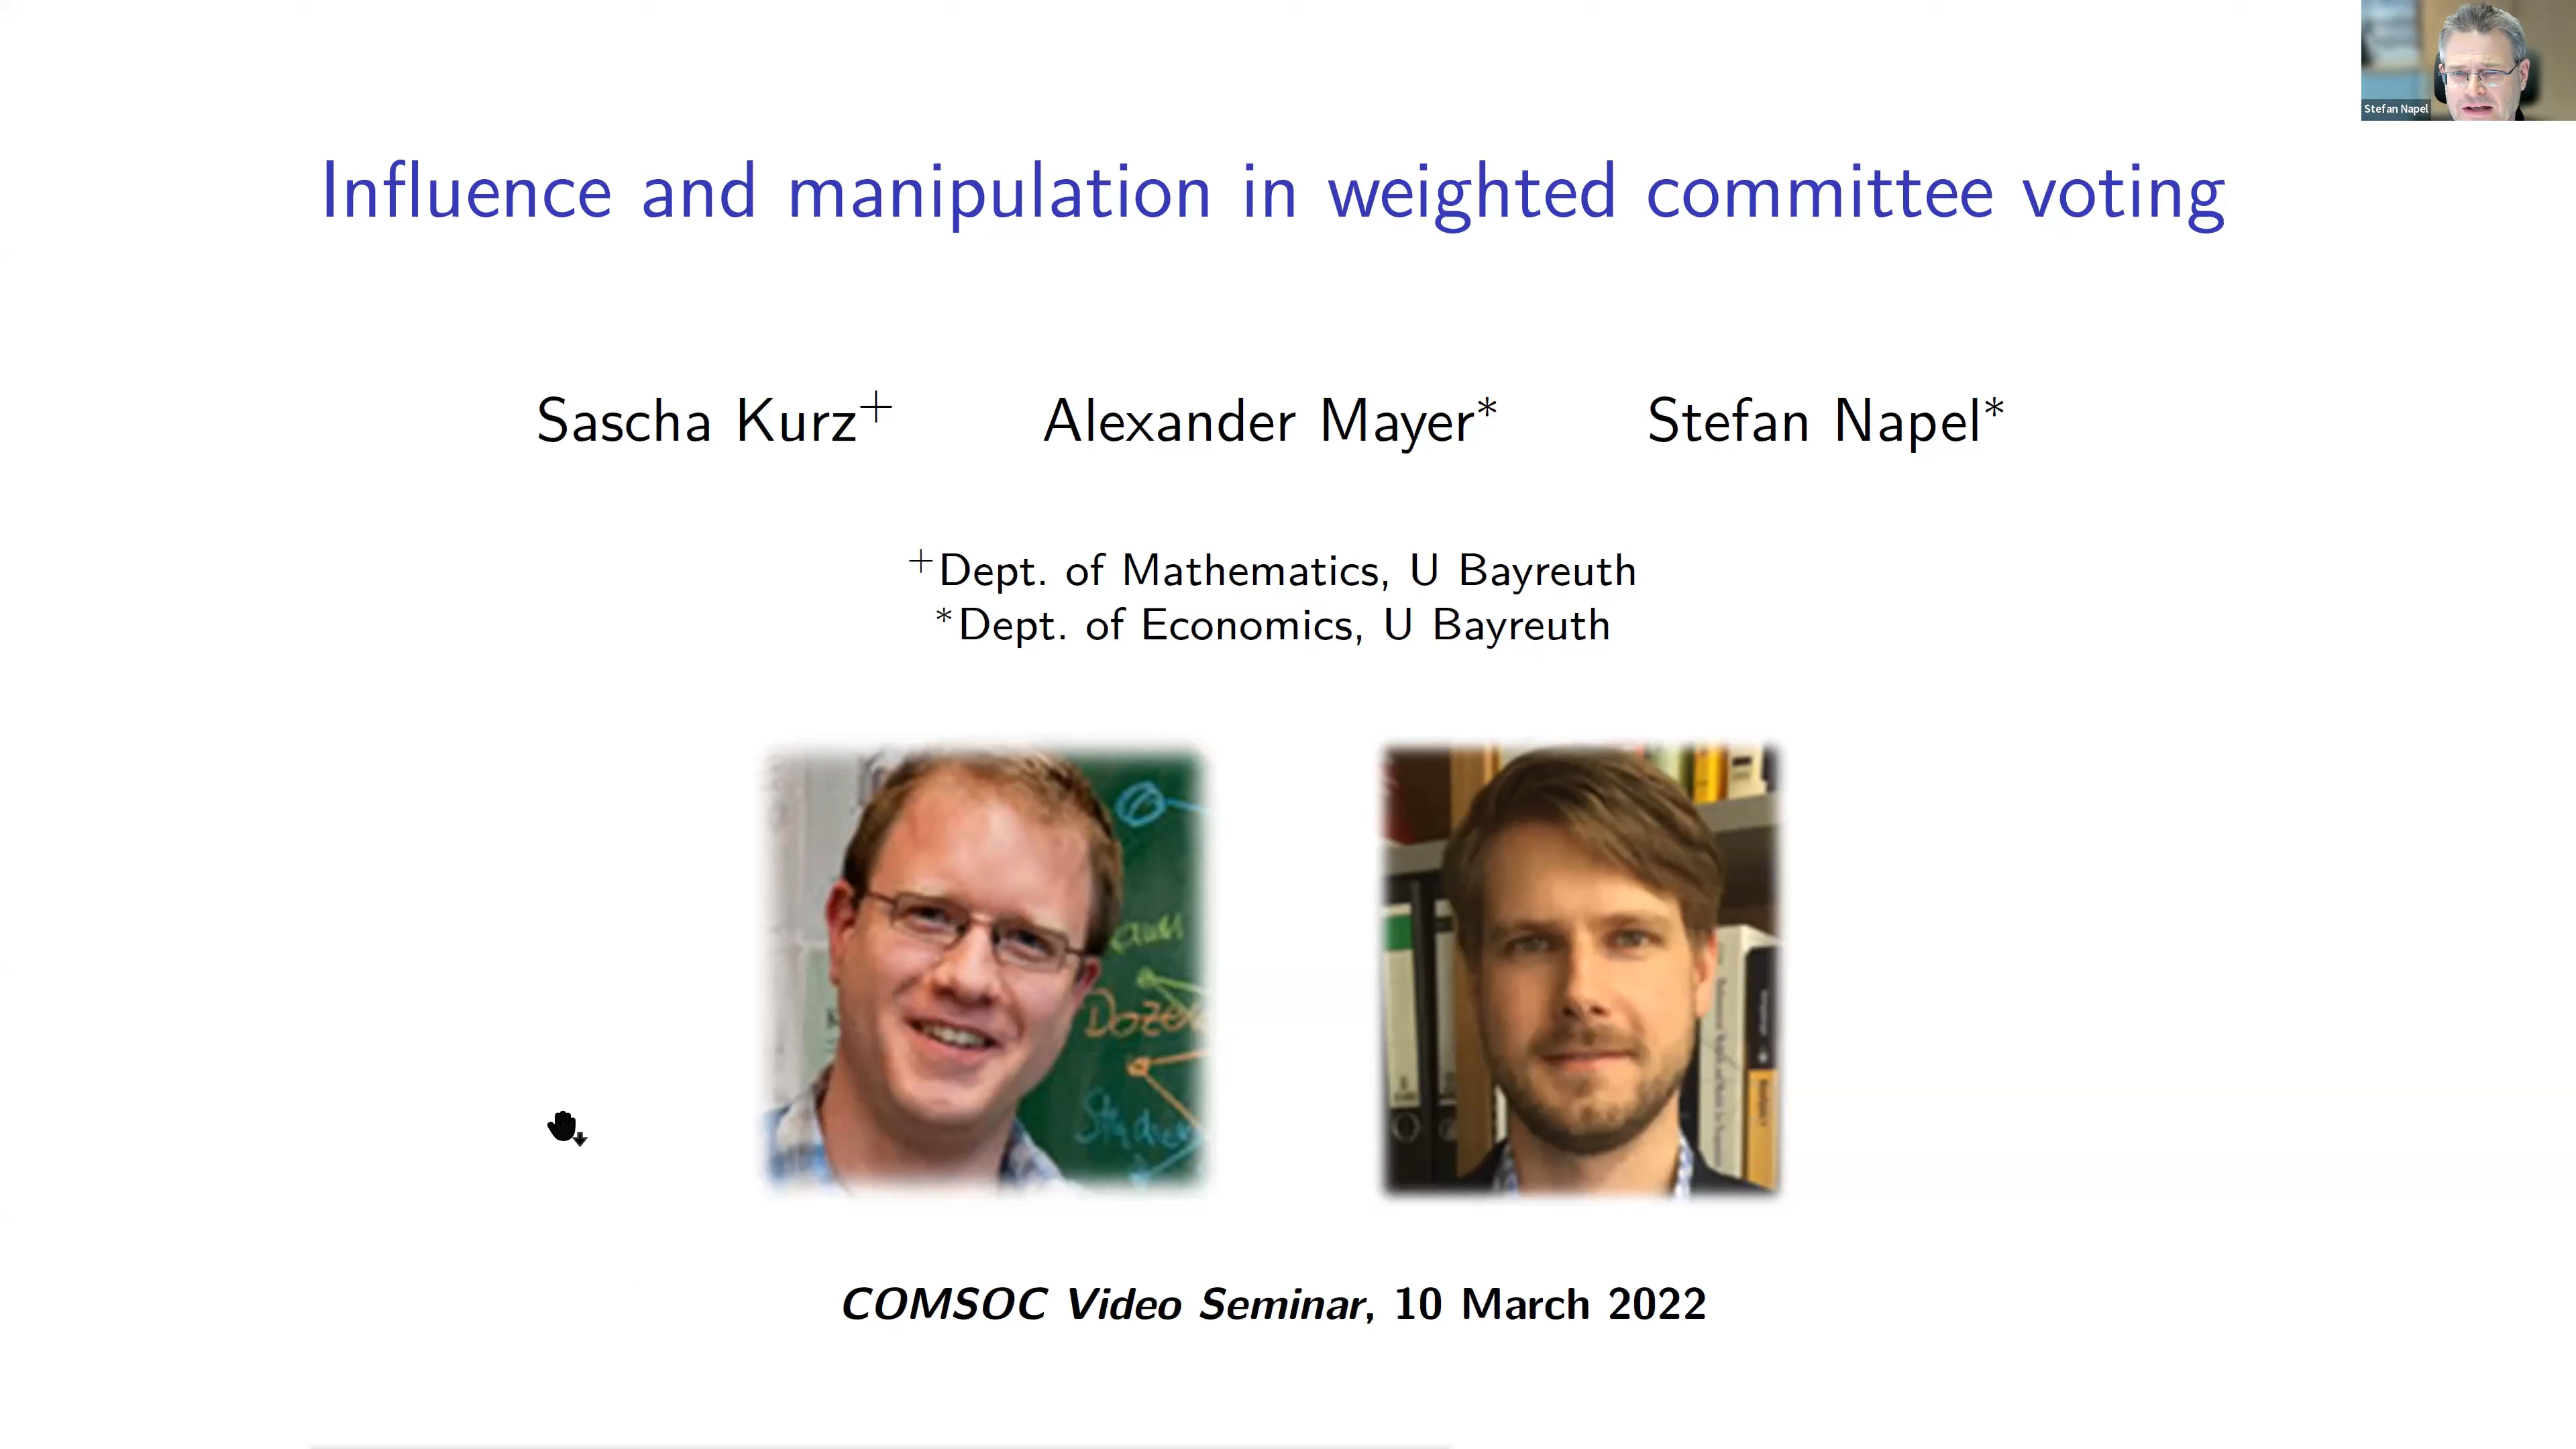 Stefan Napel
Influence and manipulation in weighted committee voting
Sascha Kurz+ Alexander Mayer* Stefan Napel*
+Dept. of Mathematics, U Bayreuth
*Dept. of Economics, U Bayreuth
COMSOC Video Seminar, 10 March 2022